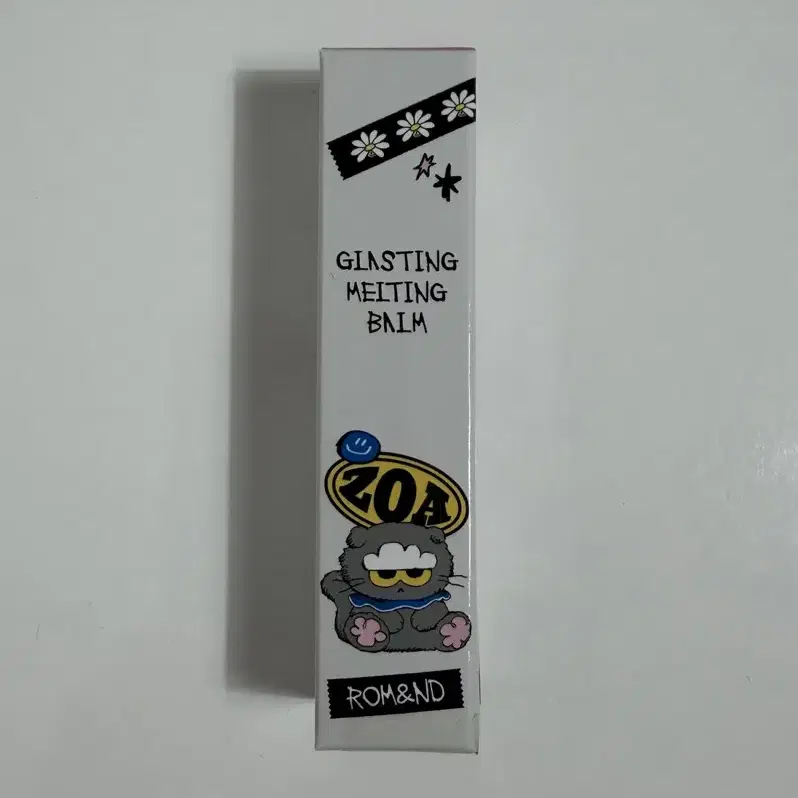 GLASTING
MELTING
BALM
ZOA
ROM&ND